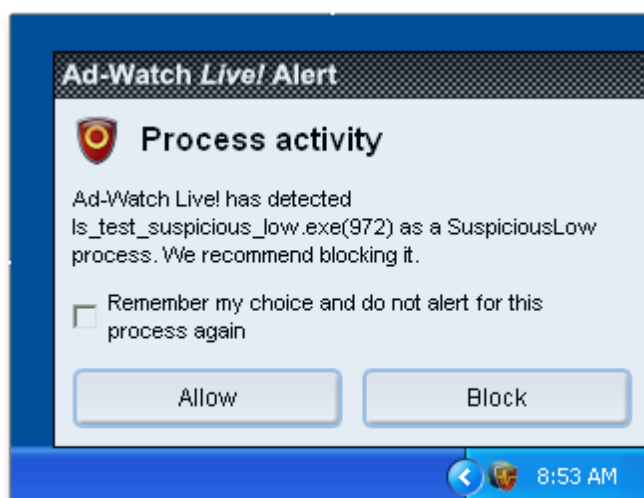 Ad-Watch Live! Alert
Process activity
Ad-Watch Live! has detected
ls_test_suspicious_low.exe(972) as a SuspiciousLow
process. We recommend blocking it.
Remember my choice and do not alert for this
process again
Allow
Block
8:53 AM